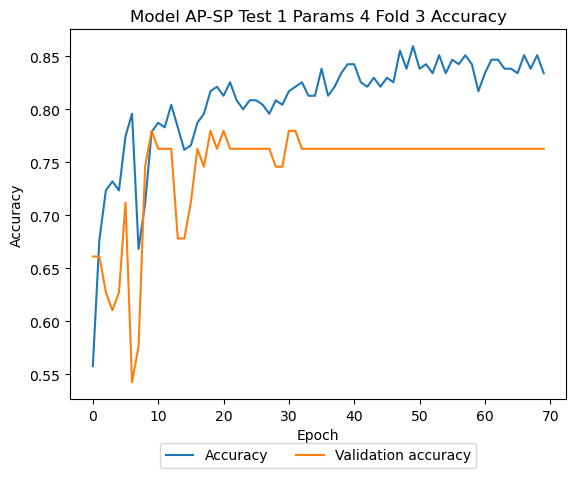 Model AP-SP Test 1 Params 4 Fold 3 Accuracy
0.85
0.80
0.75
0.70
0.65
0.60
0.55
Accuracy
0 10 20 30 40 50 60 70
Epoch
Accuracy Validation accuracy